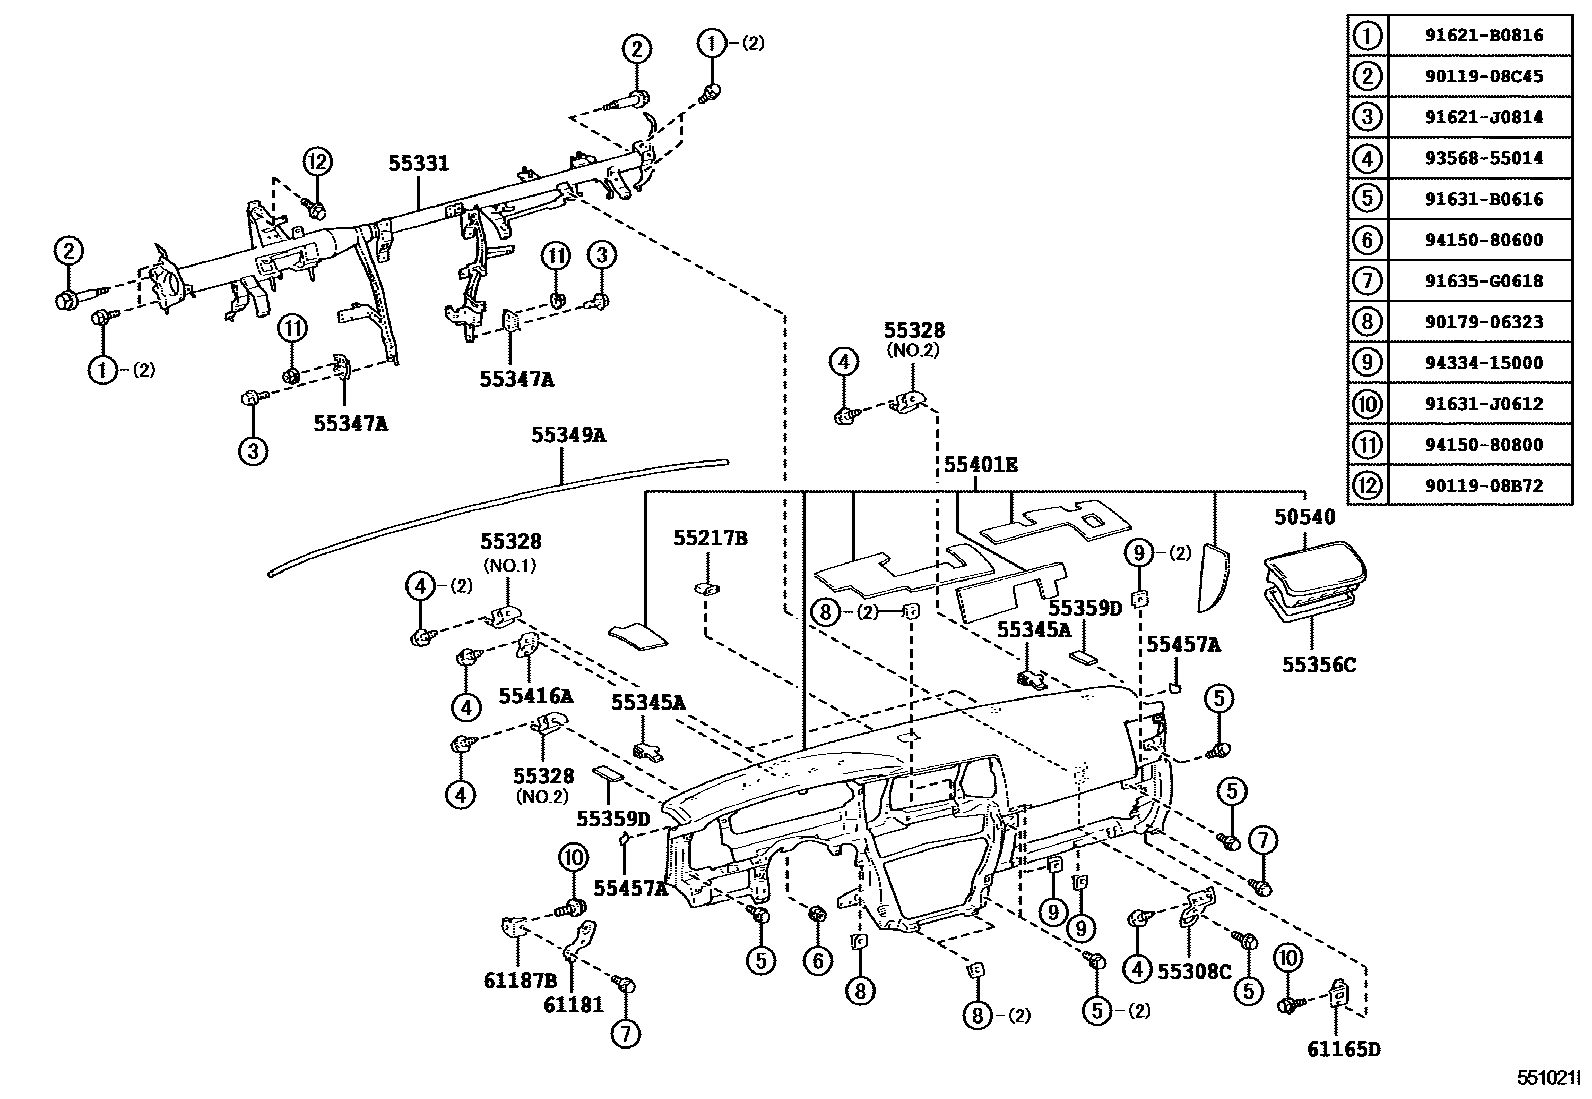 1 91621-B0816
2 90119-08C45
3 91621-J0814
4 93568-55014
5 91631-B0616
6 94150-80600
7 91635-G0618
8 90179-06323
9 94334-15000
10 91631-J0612
11 94150-80800
12 90119-08B72
2
1-(2)
12
55331
2
11
3
11
1-(2)
55347A
55347A
3
55328
(NO.2)
4
55349A
55401E
50540
55328
(NO.1)
55217B
9-(2)
4-(2)
8-(2)
55359D
55345A
55457A
55356C
4
55416A
55345A
5
55328
(NO.2)
4
55359D
5
7
10
55457A
9
9
5
6
8
61187B
61181
7
8-(2)
5-(2)
4
55308C
5
10
61165D
551021I